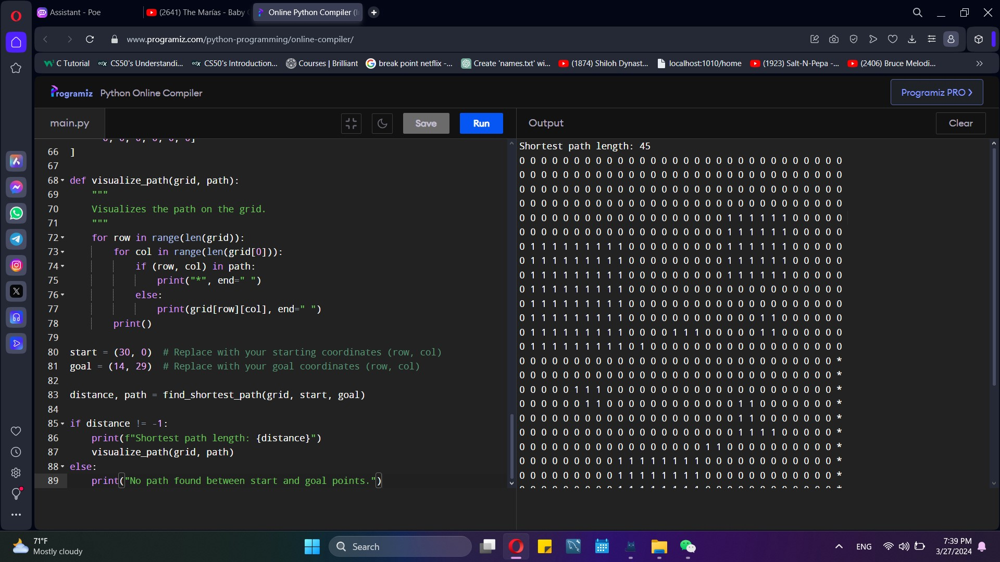 Assistant - Poe
(2641) The Marías - Baby
Online Python Compiler (I
www.programiz.com/python-programming/online-compiler/
C Tutorial
CS50's Understandi...
CS50's Introduction...
Courses | Brilliant
break point netflix -...
Create 'names.txt' wi...
(1874) Shiloh Dynast...
localhost:1010/home
(1923) Salt-N-Pepa -...
(2406) Bruce Melodi...
Programiz Python Online Compiler
Programiz PRO
main.py
Save
Run
Output
Clear
66 ]
67
68 def visualize_path(grid, path):
69 """
70 Visualizes the path on the grid.
71 """
72 for row in range(len(grid)):
73 for col in range(len(grid[0])):
74 if (row, col) in path:
75 print("*", end=" ")
76 else:
77 print(grid[row][col], end=" ")
78 print()
79
80 start = (30, 0) # Replace with your starting coordinates (row, col)
81 goal = (14, 29) # Replace with your goal coordinates (row, col)
82
83 distance, path = find_shortest_path(grid, start, goal)
84
85 if distance != -1:
86 print(f"Shortest path length: {distance}")
87 visualize_path(grid, path)
88 else:
89 print("No path found between start and goal points.")
Shortest path length: 45
0 0 0 0 0 0 0 0 0 0 0 0 0 0 0 0 0 0 0 0 0 0 0 0 0 0 0 0 0 0
0 0 0 0 0 0 0 0 0 0 0 0 0 0 0 0 0 0 0 0 0 0 0 0 0 0 0 0 0 0
0 0 0 0 0 0 0 0 0 0 0 0 0 0 0 0 0 0 0 0 0 0 0 0 0 0 0 0 0 0
0 0 0 0 0 0 0 0 0 0 0 0 0 0 0 0 0 0 0 0 0 0 0 0 0 0 0 0 0 0
0 0 0 0 0 0 0 0 0 0 0 0 0 0 0 0 0 0 0 1 1 1 1 1 1 0 0 0 0 0
0 0 0 0 0 0 0 0 0 0 0 0 0 0 0 0 0 0 0 1 1 1 1 1 1 0 0 0 0 0
0 1 1 1 1 1 1 1 1 1 0 0 0 0 0 0 0 0 0 1 1 1 1 1 1 0 0 0 0 0
0 1 1 1 1 1 1 1 1 1 0 0 0 0 0 0 0 0 0 1 1 1 1 1 1 0 0 0 0 0
0 1 1 1 1 1 1 1 1 1 0 0 0 0 0 0 0 0 0 1 1 1 1 1 1 0 0 0 0 0
0 1 1 1 1 1 1 1 1 1 0 0 0 0 0 0 0 0 0 0 0 0 0 0 0 0 0 0 0 0
0 1 1 1 1 1 1 1 1 1 0 0 0 0 0 0 0 0 0 0 0 0 0 0 0 0 0 0 0 0
0 1 1 1 1 1 1 1 1 1 0 0 0 0 0 0 0 0 0 0 0 0 1 1 0 0 0 0 0 0
0 1 1 1 1 1 1 1 1 1 0 0 0 0 1 1 1 0 0 0 0 0 1 1 0 0 0 0 0 0
0 1 1 1 1 1 1 1 1 1 0 1 0 0 0 0 0 0 0 0 0 0 0 0 0 0 0 0 0 0
0 0 0 0 0 0 0 0 0 0 0 0 0 0 0 0 0 0 0 0 0 0 0 0 0 0 0 0 0 *
0 0 0 0 0 0 0 0 0 0 0 0 0 0 0 0 0 0 0 0 0 0 0 0 0 0 0 0 0 *
0 0 0 0 0 1 1 1 0 0 0 0 0 0 0 0 0 0 0 0 0 0 0 0 0 0 0 0 0 *
0 0 0 0 0 0 1 1 0 0 0 0 0 0 0 0 0 0 0 0 1 1 0 0 0 0 0 0 0 *
0 0 0 0 0 0 0 0 0 0 0 0 0 0 0 0 0 0 0 0 1 1 0 0 0 0 0 0 0 *
0 0 0 0 0 0 0 0 0 0 0 0 0 0 0 0 0 0 0 0 1 1 1 1 0 0 0 0 0 *
0 0 0 0 0 0 0 0 0 0 0 0 0 0 0 0 0 1 1 0 0 0 0 0 0 0 0 0 0 *
0 0 0 0 0 0 0 0 0 1 1 1 1 1 1 1 1 0 0 0 0 0 0 0 0 0 0 0 0 *
0 0 0 0 0 0 0 0 0 1 1 1 1 1 1 1 1 0 0 0 0 0 0 0 0 0 0 0 0 *
71°F
Mostly cloudy
Search
ENG
7:39 PM
3/27/2024